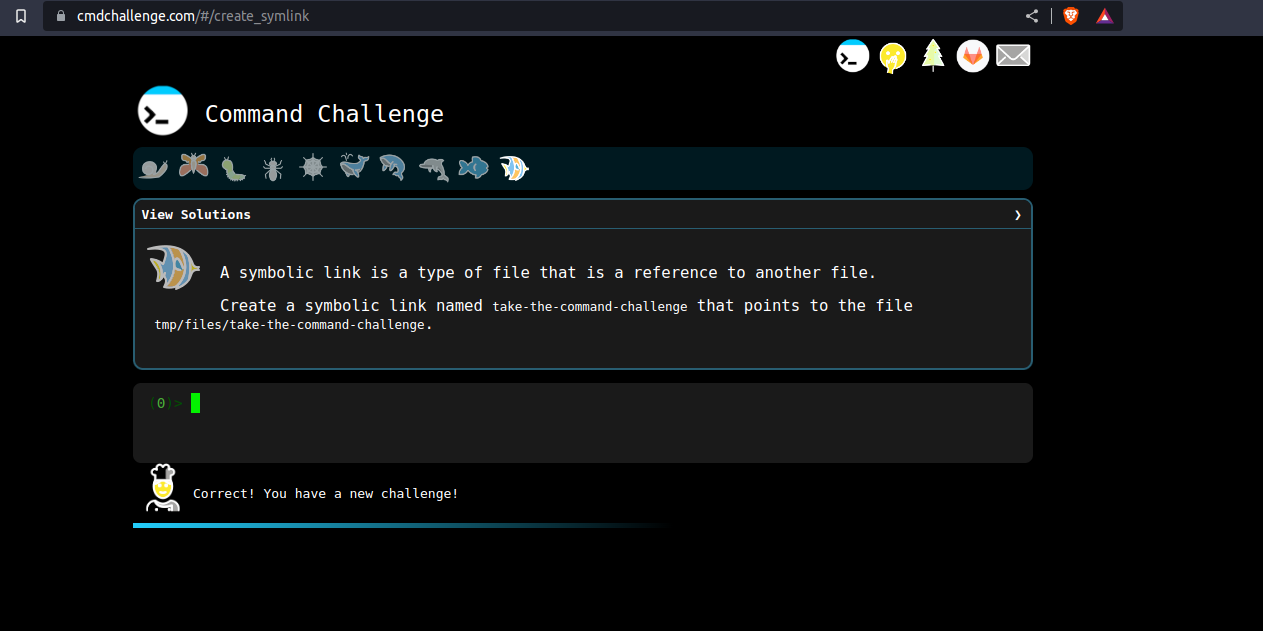 cmdchallenge.com/#/create_symlink
Command Challenge
View Solutions ❯
A symbolic link is a type of file that is a reference to another file.
Create a symbolic link named take-the-command-challenge that points to the file
tmp/files/take-the-command-challenge.
(0)>
Correct! You have a new challenge!